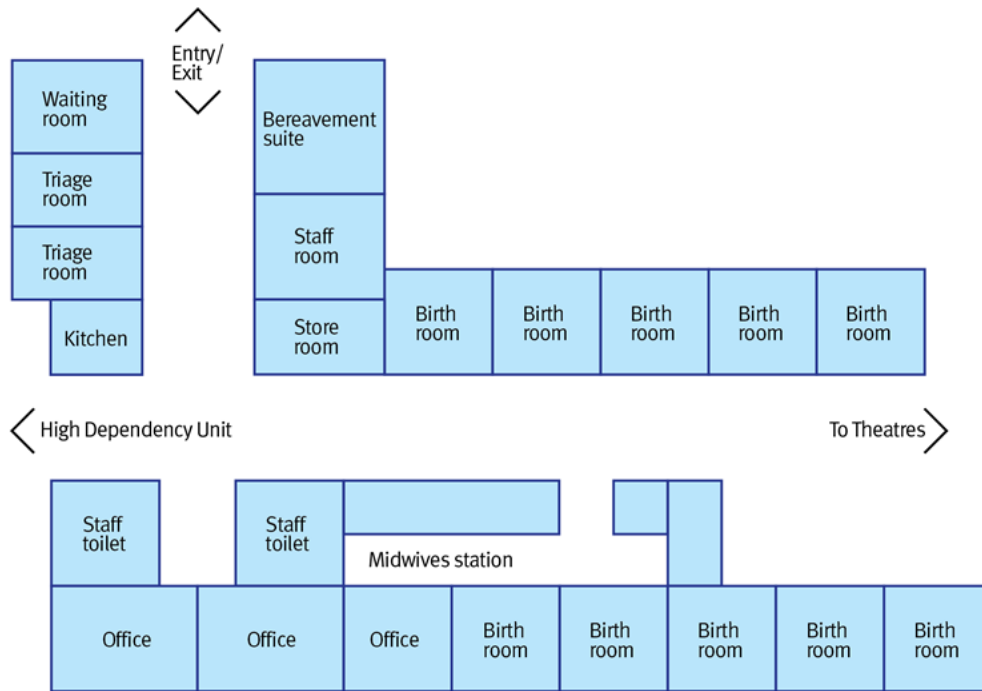 Entry/
Exit
Waiting
room
Bereavement
suite
Triage
room
Staff
room
Triage
room
Kitchen
Store
room
Birth
room
Birth
room
Birth
room
Birth
room
Birth
room
High Dependency Unit
To Theatres
Staff
toilet
Staff
toilet
Midwives station
Office
Office
Office
Birth
room
Birth
room
Birth
room
Birth
room
Birth
room